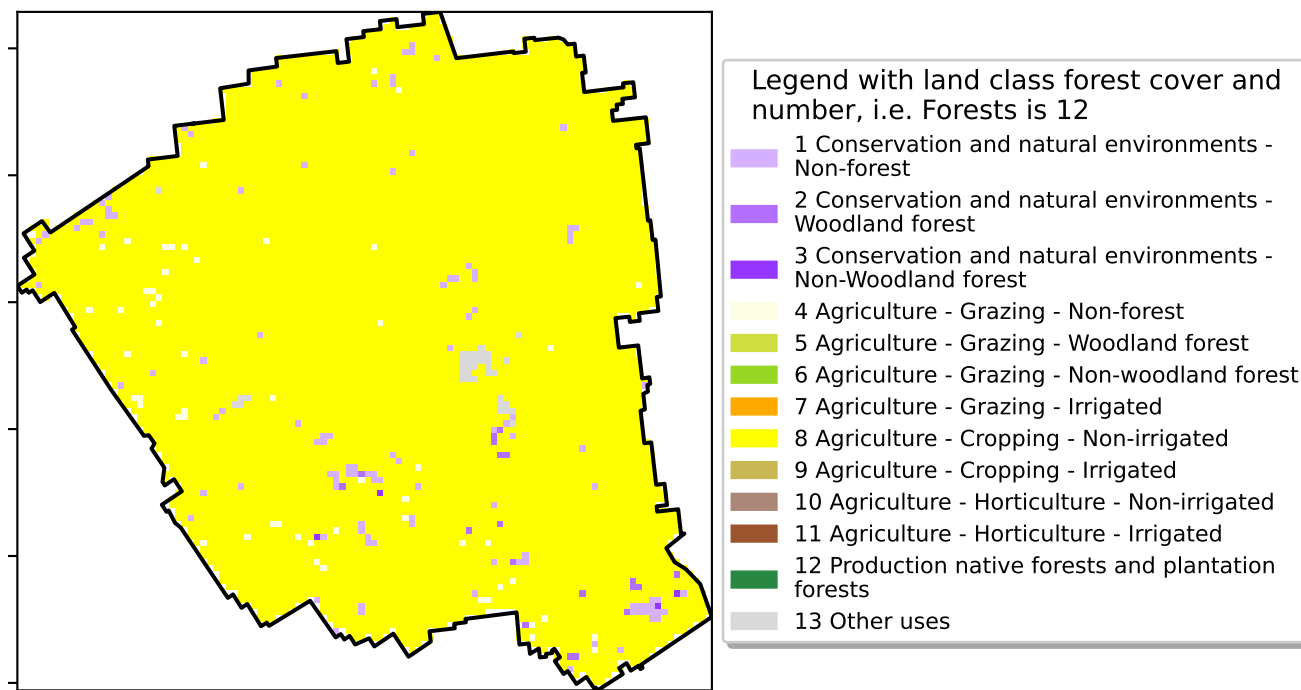 Legend with land class forest cover and
number, i.e. Forests is 12
1 Conservation and natural environments -
Non-forest
2 Conservation and natural environments -
Woodland forest
3 Conservation and natural environments -
Non-Woodland forest
4 Agriculture - Grazing - Non-forest
5 Agriculture - Grazing - Woodland forest
6 Agriculture - Grazing - Non-woodland forest
7 Agriculture - Grazing - Irrigated
8 Agriculture - Cropping - Non-irrigated
9 Agriculture - Cropping - Irrigated
10 Agriculture - Horticulture - Non-irrigated
11 Agriculture - Horticulture - Irrigated
12 Production native forests and plantation
forests
13 Other uses